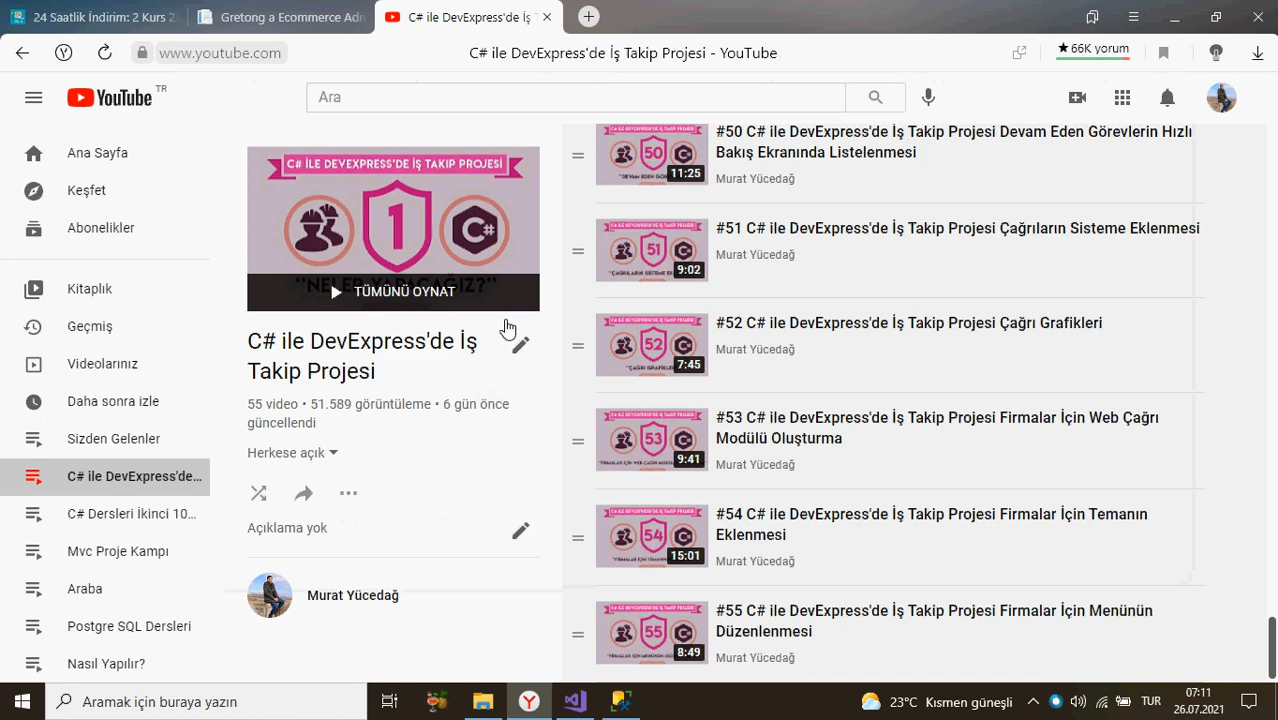 24 Saatlik İndirim: 2 Kurs 2
Gretong a Ecommerce Adn
C# ile DevExpress'de İş T
www.youtube.com
C# ile DevExpress'de İş Takip Projesi - YouTube
★66K yorum
YouTube TR
Ara
Ana Sayfa
Keşfet
Abonelikler
Kitaplık
Geçmiş
Videolarınız
Daha sonra izle
Sizden Gelenler
C# ile DevExpress'de...
C# Dersleri İkinci 10...
Mvc Proje Kampı
Araba
Postgre SQL Dersleri
Nasıl Yapılır?
C# İLE DEVEXPRESS'DE İŞ TAKİP PROJESİ
1
C#
"NELER YAPACAĞIZ?"
TÜMÜNÜ OYNAT
C# ile DevExpress'de İş
Takip Projesi
55 video • 51.589 görüntüleme • 6 gün önce
güncellendi
Herkese açık
Açıklama yok
Murat Yücedağ
50
11:25
#50 C# ile DevExpress'de İş Takip Projesi Devam Eden Görevlerin Hızlı
Bakış Ekranında Listelenmesi
Murat Yücedağ
51
9:02
#51 C# ile DevExpress'de İş Takip Projesi Çağrıların Sisteme Eklenmesi
Murat Yücedağ
52
7:45
#52 C# ile DevExpress'de İş Takip Projesi Çağrı Grafikleri
Murat Yücedağ
53
9:41
#53 C# ile DevExpress'de İş Takip Projesi Firmalar İçin Web Çağrı
Modülü Oluşturma
Murat Yücedağ
54
15:01
#54 C# ile DevExpress'de İş Takip Projesi Firmalar İçin Temanın
Eklenmesi
Murat Yücedağ
55
8:49
#55 C# ile DevExpress'de İş Takip Projesi Firmalar İçin Menünün
Düzenlenmesi
Murat Yücedağ
Aramak için buraya yazın
23°C Kısmen güneşli
TUR
07:11
26.07.2021